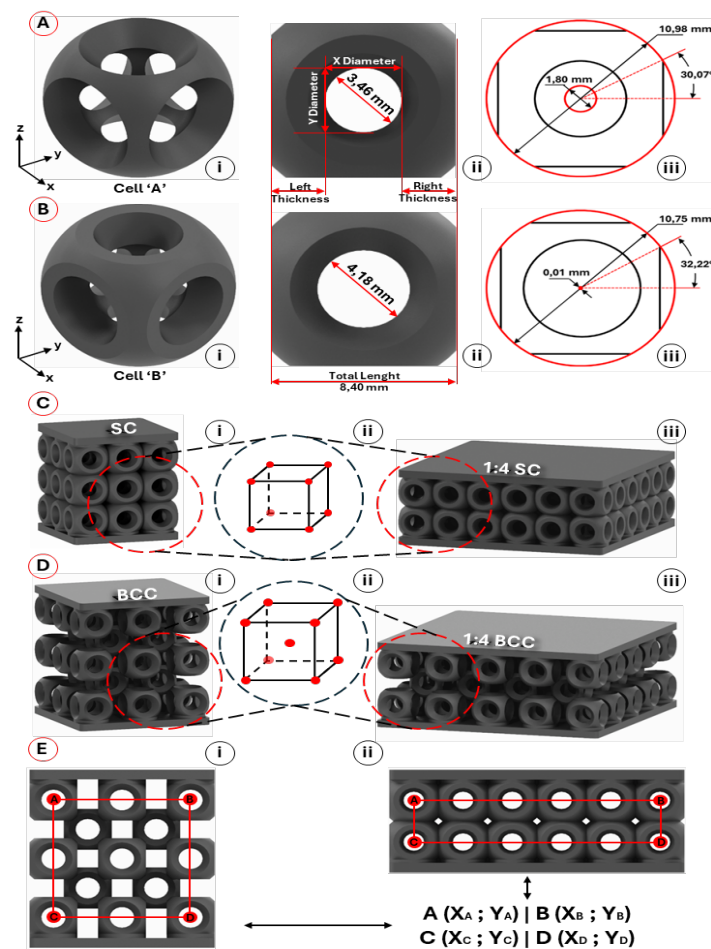 A
z
y
x
i
Cell ‘A’
X Diameter
Y Diameter
3,46 mm
Left
Thickness
Right
Thickness
ii
10,98 mm
1,80 mm
30,07°
iii
B
z
y
x
i
Cell ‘B’
4,18 mm
Total Lenght
8,40 mm
ii
10,75 mm
0,01 mm
32,22°
iii
C
SC
i
ii
1:4 SC
iii
D
BCC
i
ii
1:4 BCC
iii
E
i
A
B
C
D
ii
A
B
C
D
A (XA ; YA) | B (XB ; YB)
C (XC ; YC) | D (XD ; YD)